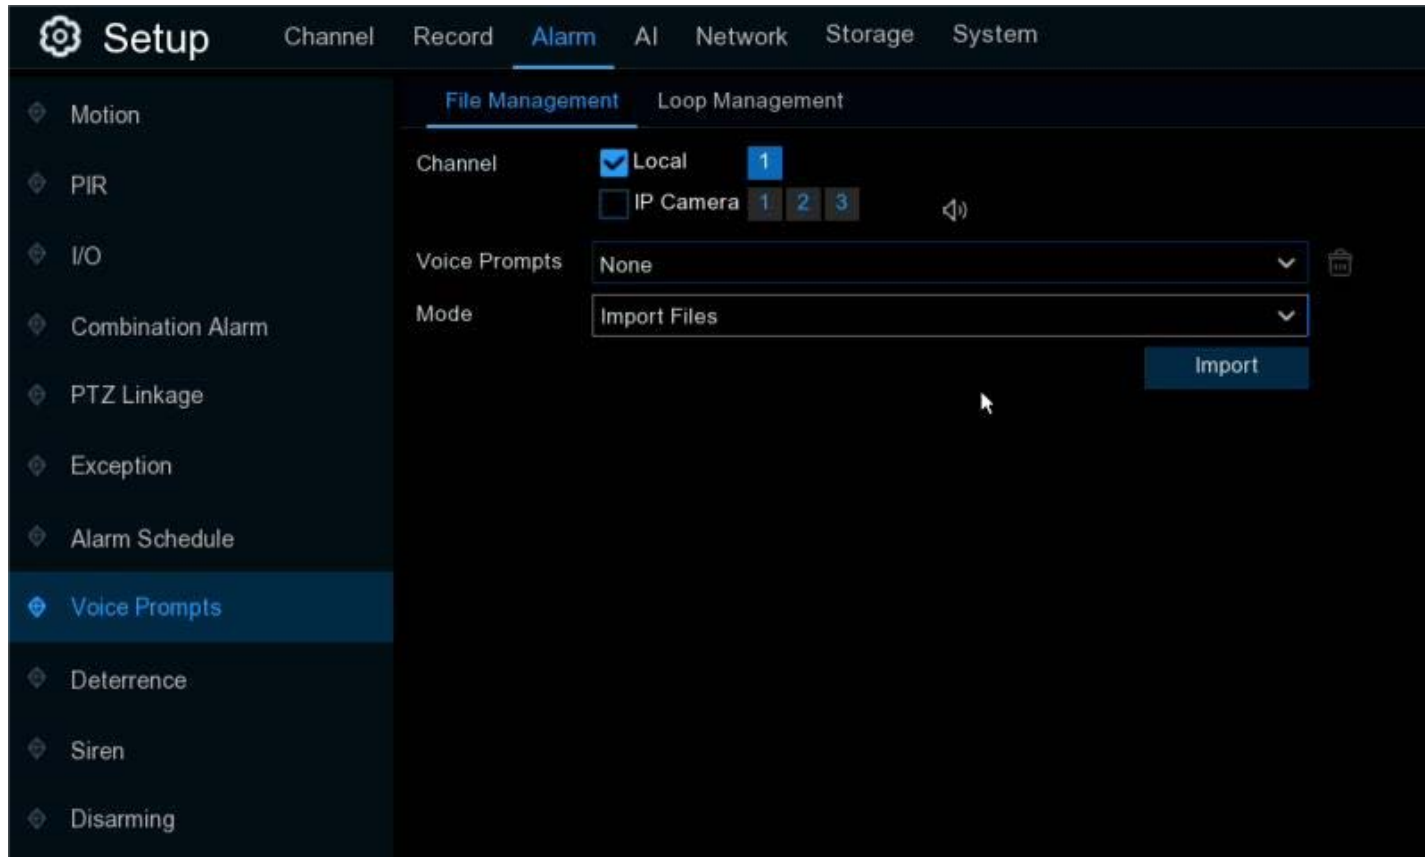 Setup Channel Record Alarm AI Network Storage System
File Management Loop Management
Motion
PIR
I/O
Combination Alarm
PTZ Linkage
Exception
Alarm Schedule
Voice Prompts
Deterrence
Siren
Disarming
Channel Local 1
IP Camera 1 2 3
Voice Prompts None
Mode Import Files
Import